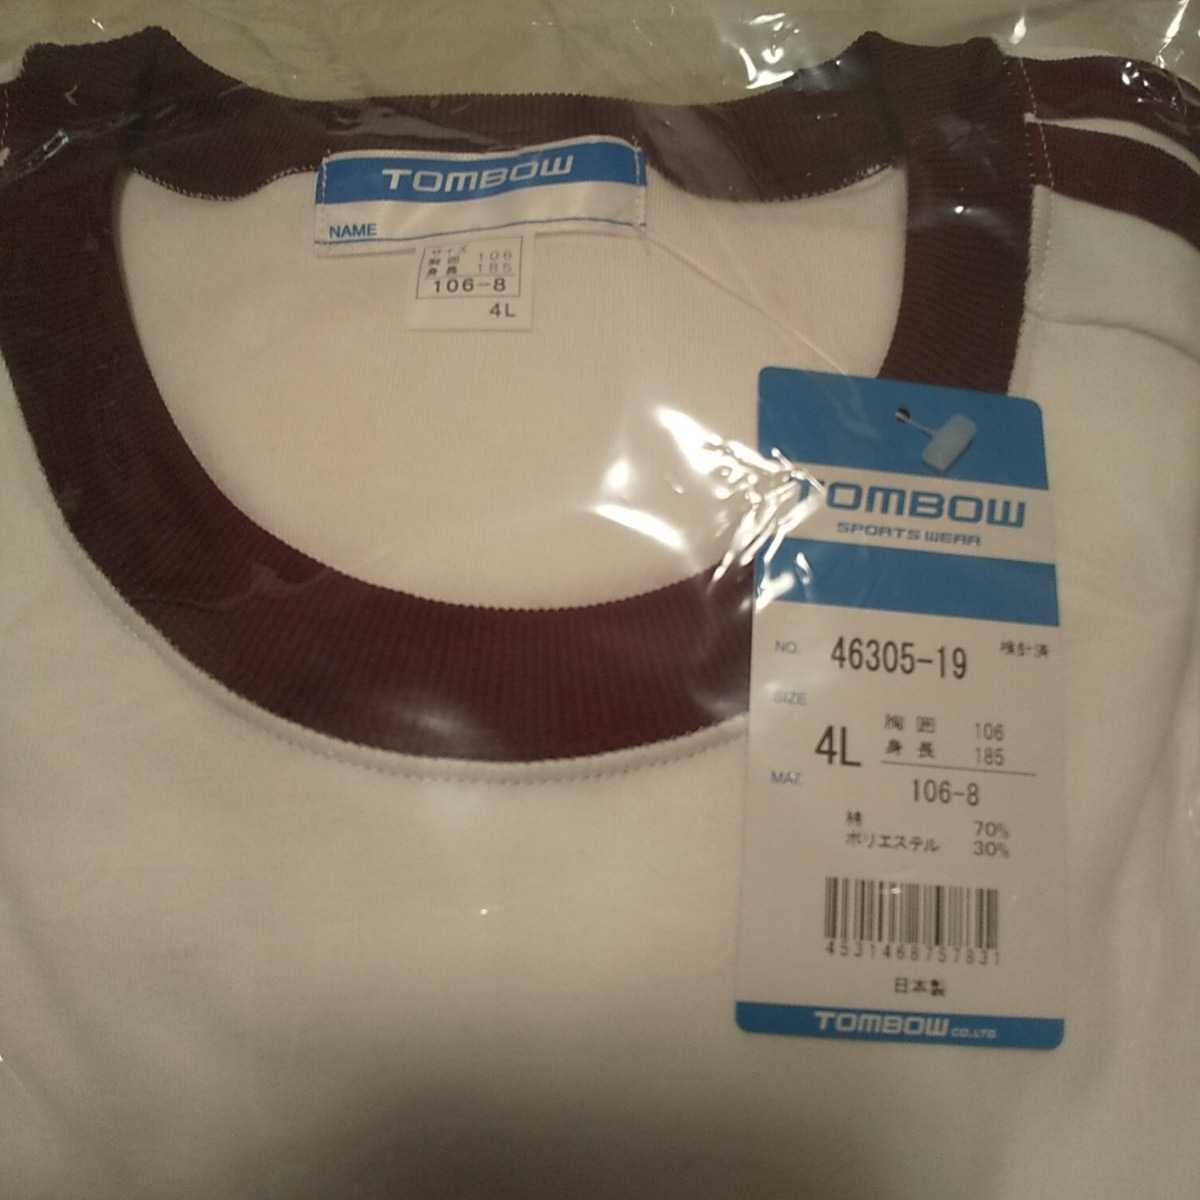 TOMBOW
NAME
サイズ
胸囲 106
身長 185
106-8
4L
TOMBOW
SPORTS WEAR
NO. 46305-19 検針済
SIZE
4L 胸囲 106
身長 185
MAT. 106-8
綿 70%
ポリエステル 30%
4531468757831
日本製
TOMBOW CO.,LTD.